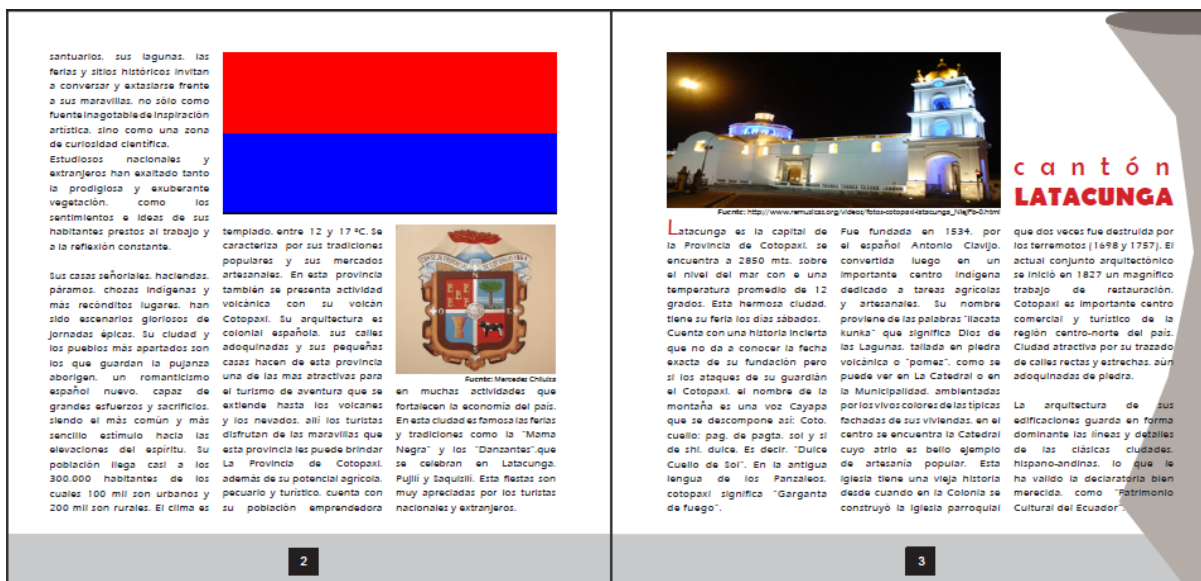 santuarios, sus lagunas, las
ferias y sitios históricos invitan
a conversar y extasiarse frente
a sus maravillas, no sólo como
fuente inagotable de inspiración
artística, sino como una zona
de curiosidad científica.
Estudiosos nacionales y
extranjeros han exaltado tanto
la prodigiosa y exuberante
vegetación, como los
sentimientos e ideas de sus
habitantes prestos al trabajo y
a la reflexión constante.
Sus casas señoriales, haciendas,
páramos, chozas indígenas y
más recónditos lugares, han
sido escenarios gloriosos de
jornadas épicas. Su ciudad y
los pueblos más apartados son
los que guardan la pujanza
aborigen, un romanticismo
español nuevo, capaz de
grandes esfuerzos y sacrificios,
siendo el más común y más
sencillo estímulo hacia las
elevaciones del espíritu. Su
población llega casi a los
300.000 habitantes de los
cuales 100 mil son urbanos y
200 mil son rurales. El clima es
templado, entre 12 y 17 ºC. Se
caracteriza por sus tradiciones
populares y sus mercados
artesanales. En esta provincia
también se presenta actividad
volcánica con su volcán
Cotopaxi. Su arquitectura es
colonial española, sus calles
adoquinadas y sus pequeñas
casas hacen de esta provincia
una de las mas atractivas para
el turismo de aventura que se
extiende hasta los volcanes
y los nevados, allí los turistas
disfrutan de las maravillas que
esta provincia les puede brindar
La Provincia de Cotopaxi,
además de su potencial agrícola,
pecuario y turístico, cuenta con
su población emprendedora
Fuente: Mercedes Chiluisa
en muchas actividades que
fortalecen la economía del país.
En esta ciudad es famosa las ferias
y tradiciones como la "Mama
Negra" y los "Danzantes",que
se celebran en Latacunga,
Pujilí y Saquisilí. Esta fiestas son
muy apreciadas por los turistas
nacionales y extranjeros.
2
Fuente: http://www.remusicas.org/videos/fotos-cotopaxi-latacunga_NlejPb-0.html
cantón
LATACUNGA
Latacunga es la capital de
la Provincia de Cotopaxi, se
encuentra a 2850 mts. sobre
el nivel del mar con e una
temperatura promedio de 12
grados. Esta hermosa ciudad,
tiene su feria los días sábados.
Cuenta con una historia incierta
que no da a conocer la fecha
exacta de su fundación pero
si los ataques de su guardián
el Cotopaxi, el nombre de la
montaña es una voz Cayapa
que se descompone así: Coto,
cuello; pag, de pagta, sol y si
de shi, dulce. Es decir, "Dulce
Cuello de Sol". En la antigua
lengua de los Panzaleos,
cotopaxi significa "Garganta
de fuego".
Fue fundada en 1534, por
el español Antonio Clavijo,
convertida luego en un
importante centro indígena
dedicado a tareas agrícolas
y artesanales. Su nombre
proviene de las palabras "llacata
kunka" que significa Dios de
las Lagunas, tallada en piedra
volcánica o "pomez", como se
puede ver en La Catedral o en
la Municipalidad, ambientadas
por los vivos colores de las típicas
fachadas de sus viviendas, en el
centro se encuentra la Catedral
cuyo atrio es bello ejemplo
de artesanía popular. Esta
iglesia tiene una vieja historia
desde cuando en la Colonia se
construyó la iglesia parroquial
que dos veces fue destruida por
los terremotos (1698 y 1757). El
actual conjunto arquitectónico
se inició en 1827 un magnífico
trabajo de restauración.
Cotopaxi es importante centro
comercial y turístico de la
región centro-norte del país.
Ciudad atractiva por su trazado
de calles rectas y estrechas, aún
adoquinadas de piedra.
La arquitectura de sus
edificaciones guarda en forma
dominante las líneas y detalles
de las clásicas ciudades,
hispano-andinas, lo que le
ha valido la declaratoria bien
merecida, como "Patrimonio
Cultural del Ecuador".
3